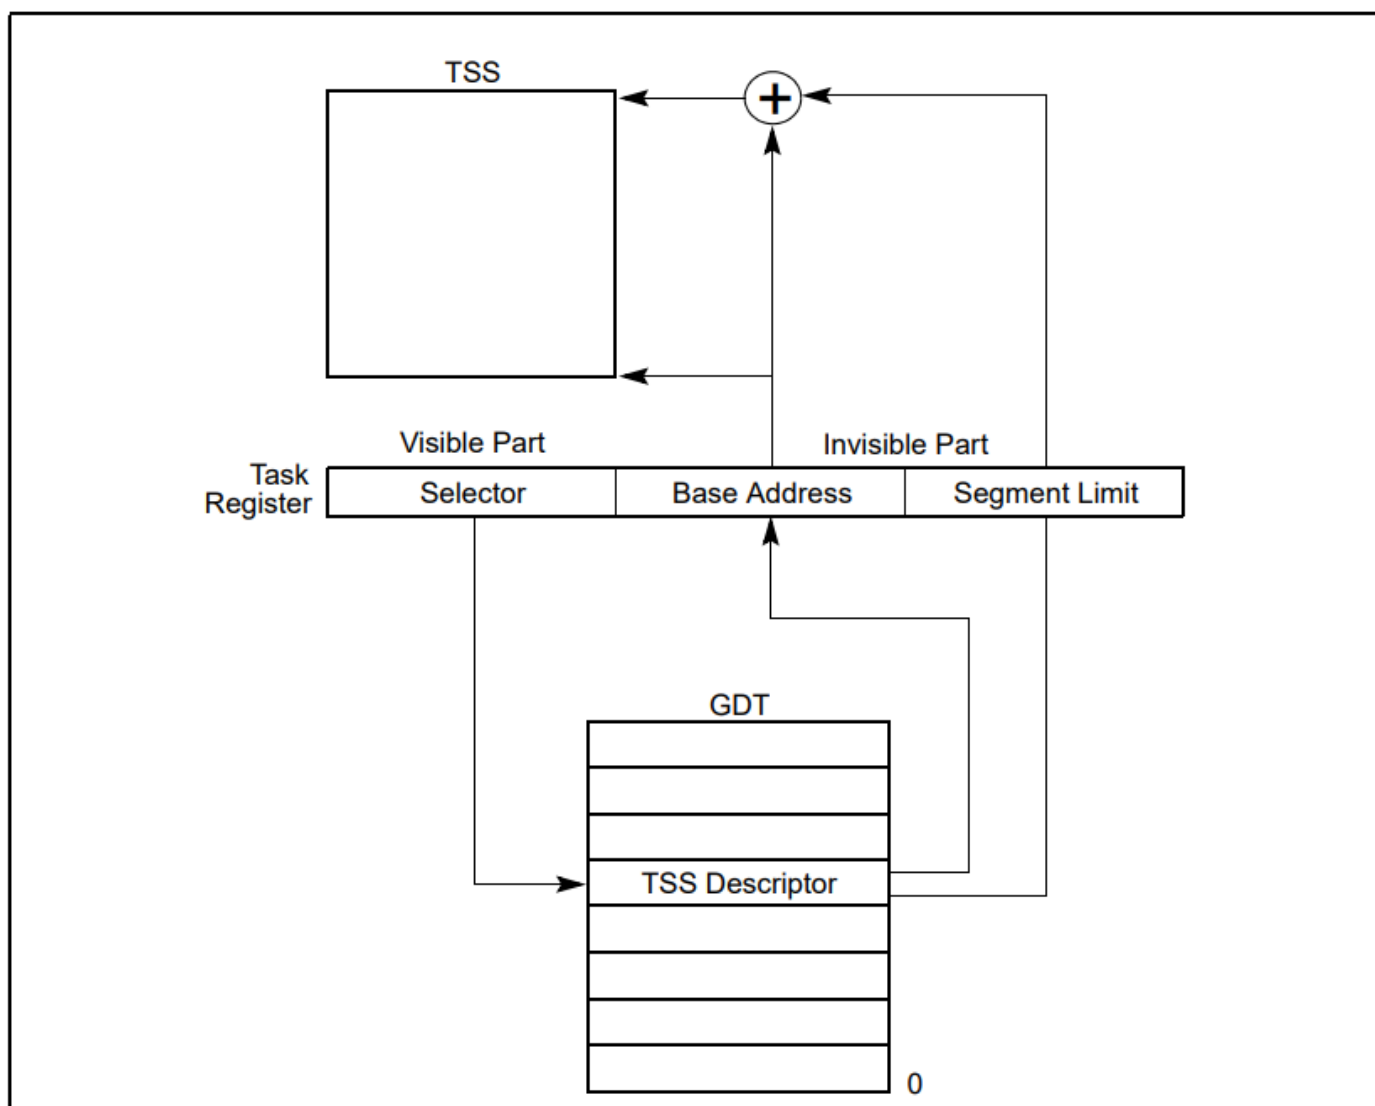 TSS
+
Visible Part
Invisible Part
Task
Register
Selector
Base Address
Segment Limit
GDT
TSS Descriptor
0